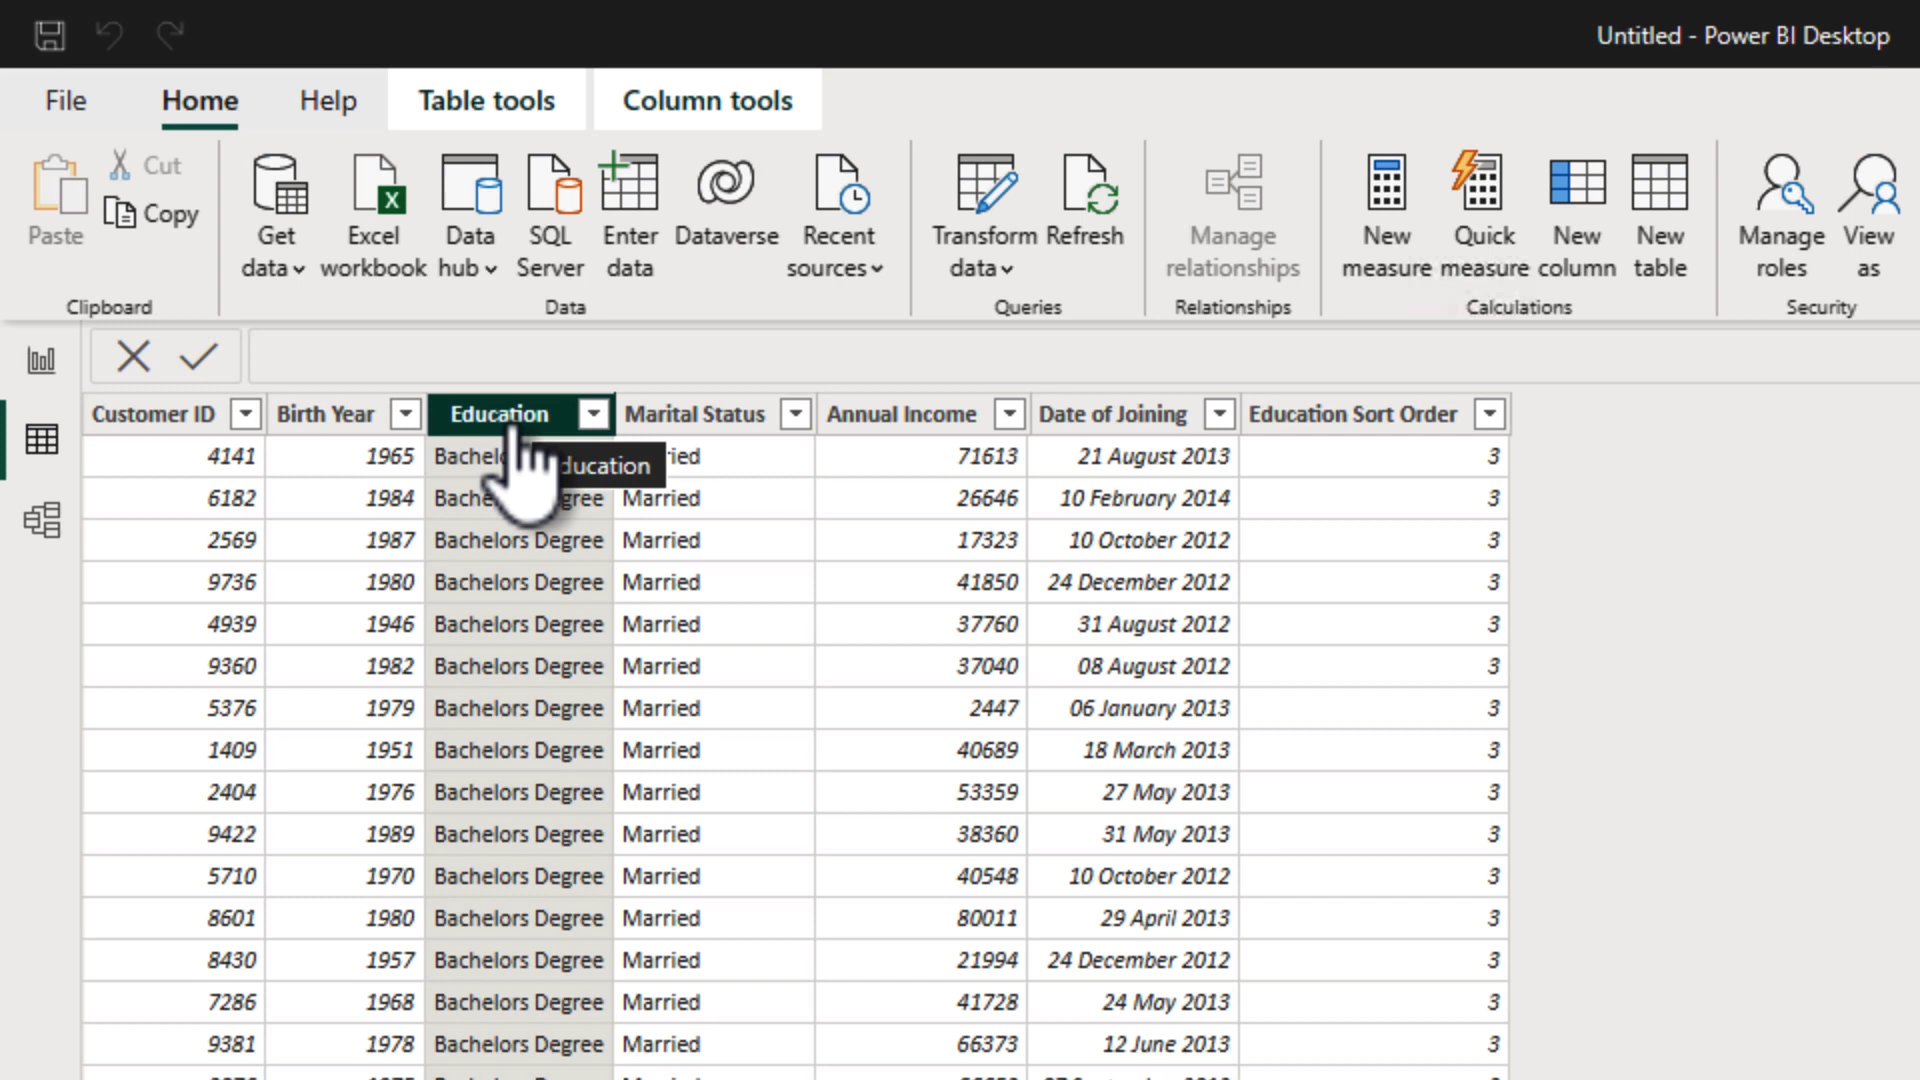 Untitled - Power BI Desktop
File Home Help Table tools Column tools
Paste Cut Copy
Clipboard
Get data Excel workbook Data hub SQL Server Enter data Dataverse Recent sources
Data
Transform data Refresh
Queries
Manage relationships
Relationships
New measure Quick measure New column New table
Calculations
Manage roles View as
Security
Customer ID Birth Year Education Marital Status Annual Income Date of Joining Education Sort Order
4141 1965 71613 21 August 2013 3
ducation
6182 1984 Married 26646 10 February 2014 3
2569 1987 Bachelors Degree Married 17323 10 October 2012 3
9736 1980 Bachelors Degree Married 41850 24 December 2012 3
4939 1946 Bachelors Degree Married 37760 31 August 2012 3
9360 1982 Bachelors Degree Married 37040 08 August 2012 3
5376 1979 Bachelors Degree Married 2447 06 January 2013 3
1409 1951 Bachelors Degree Married 40689 18 March 2013 3
2404 1976 Bachelors Degree Married 53359 27 May 2013 3
9422 1989 Bachelors Degree Married 38360 31 May 2013 3
5710 1970 Bachelors Degree Married 40548 10 October 2012 3
8601 1980 Bachelors Degree Married 80011 29 April 2013 3
8430 1957 Bachelors Degree Married 21994 24 December 2012 3
7286 1968 Bachelors Degree Married 41728 24 May 2013 3
9381 1978 Bachelors Degree Married 66373 12 June 2013 3